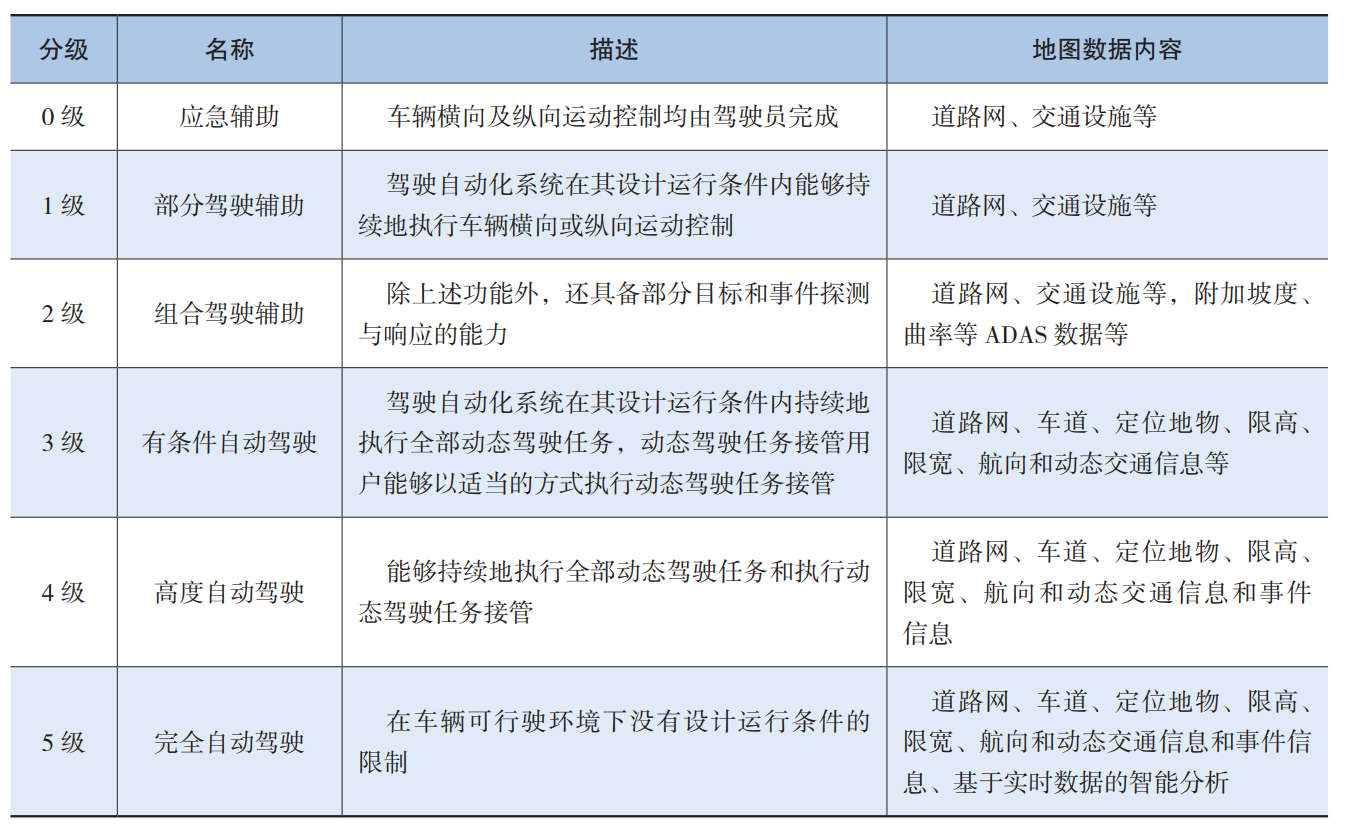 分级 名称 描述 地图数据内容
0 级 应急辅助 车辆横向及纵向运动控制均由驾驶员完成 道路网、交通设施等
1 级 部分驾驶辅助 驾驶自动化系统在其设计运行条件内能够持
续地执行车辆横向或纵向运动控制 道路网、交通设施等
2 级 组合驾驶辅助 除上述功能外，还具备部分目标和事件探测
与响应的能力 道路网、交通设施等，附加坡度、
曲率等 ADAS 数据等
3 级 有条件自动驾驶 驾驶自动化系统在其设计运行条件内持续地
执行全部动态驾驶任务，动态驾驶任务接管用
户能够以适当的方式执行动态驾驶任务接管 道路网、车道、定位地物、限高、
限宽、航向和动态交通信息等
4 级 高度自动驾驶 能够持续地执行全部动态驾驶任务和执行动
态驾驶任务接管 道路网、车道、定位地物、限高、
限宽、航向和动态交通信息和事件
信息
5 级 完全自动驾驶 在车辆可行驶环境下没有设计运行条件的
限制 道路网、车道、定位地物、限高、
限宽、航向和动态交通信息和事件信
息、基于实时数据的智能分析